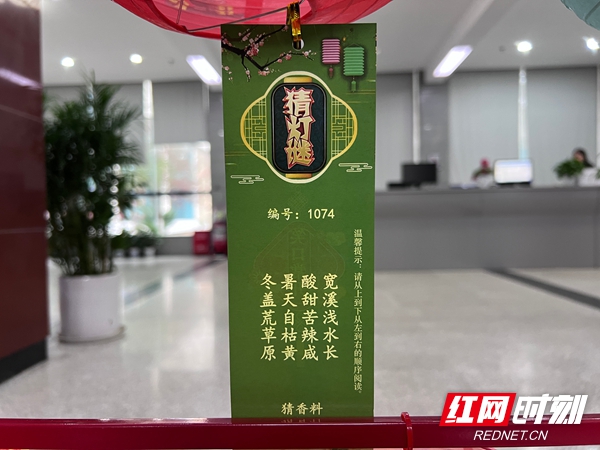 猜灯谜
编号：1074
冬盖荒草原
暑天自枯黄
酸甜苦辣咸
宽溪浅水长
温馨提示：请从上到下从左到右的顺序阅读。
猜香料
红网时刻
REDNET.CN